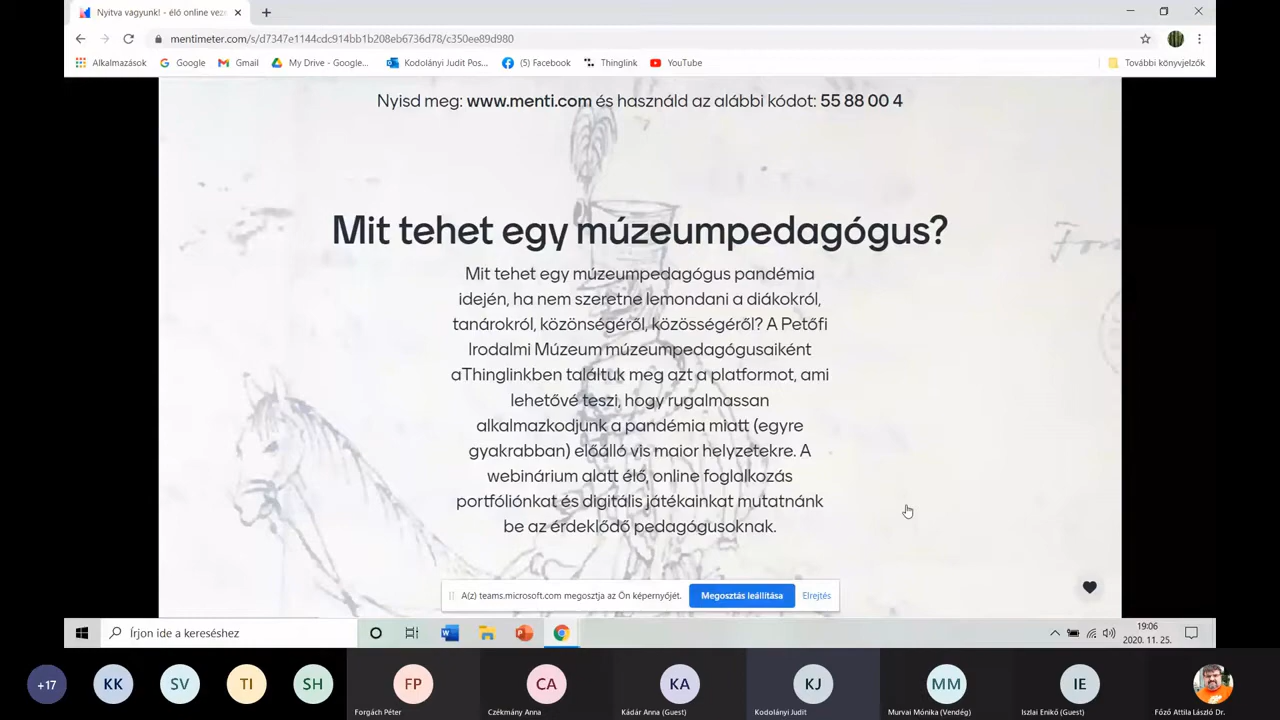 Nyitva vagyunk! - élő online veze
mentimeter.com/s/d7347e1144cdc914bb1b208eb6736d78/c350ee89d980
Alkalmazások Google Gmail My Drive - Google... Kodolányi Judit Pos... (5) Facebook Thinglink YouTube További könyvjelzők
Nyisd meg: www.menti.com és használd az alábbi kódot: 55 88 00 4
Mit tehet egy múzeumpedagógus?
Mit tehet egy múzeumpedagógus pandémia
idején, ha nem szeretne lemondani a diákokról,
tanárokról, közönségéről, közösségéről? A Petőfi
Irodalmi Múzeum múzeumpedagógusaiként
aThinglinkben találtuk meg azt a platformot, ami
lehetővé teszi, hogy rugalmassan
alkalmazkodjunk a pandémia miatt (egyre
gyakrabban) előálló vis maior helyzetekre. A
webinárium alatt élő, online foglalkozás
portfóliónkat és digitális játékainkat mutatnánk
be az érdeklődő pedagógusoknak.
A(z) teams.microsoft.com megosztja az Ön képernyőjét. Megosztás leállítása Elrejtés
Írjon ide a kereséshez
19:06
2020. 11. 25.
+17 KK SV TI SH FP CA KA KJ MM IE
Forgách Péter Czékmány Anna Kádár Anna (Guest) Kodolányi Judit Murvai Mónika (Vendég) Iszlai Enikő (Guest) Főző Attila László Dr.